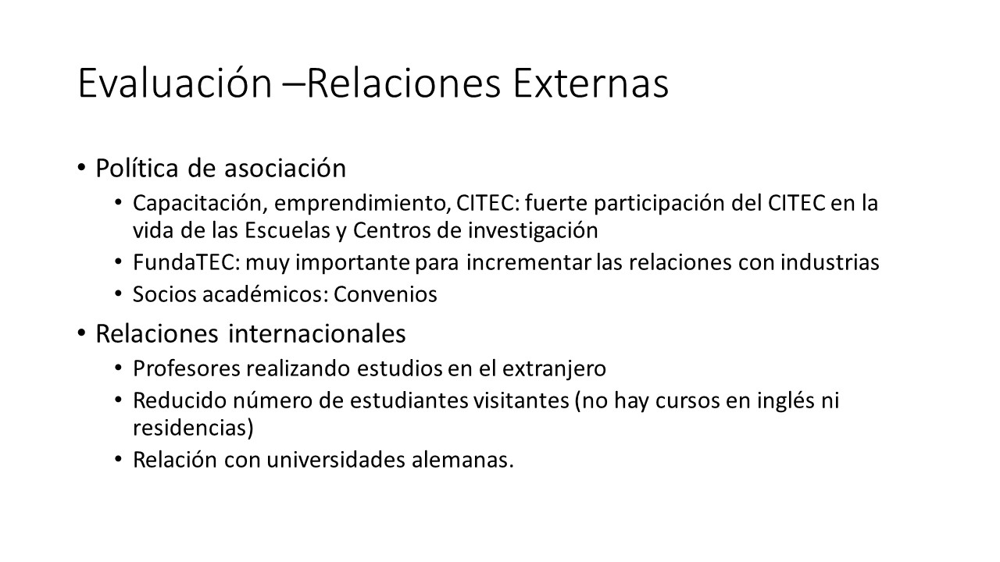 Evaluación –Relaciones Externas
• Política de asociación
• Capacitación, emprendimiento, CITEC: fuerte participación del CITEC en la
vida de las Escuelas y Centros de investigación
• FundaTEC: muy importante para incrementar las relaciones con industrias
• Socios académicos: Convenios
• Relaciones internacionales
• Profesores realizando estudios en el extranjero
• Reducido número de estudiantes visitantes (no hay cursos en inglés ni
residencias)
• Relación con universidades alemanas.